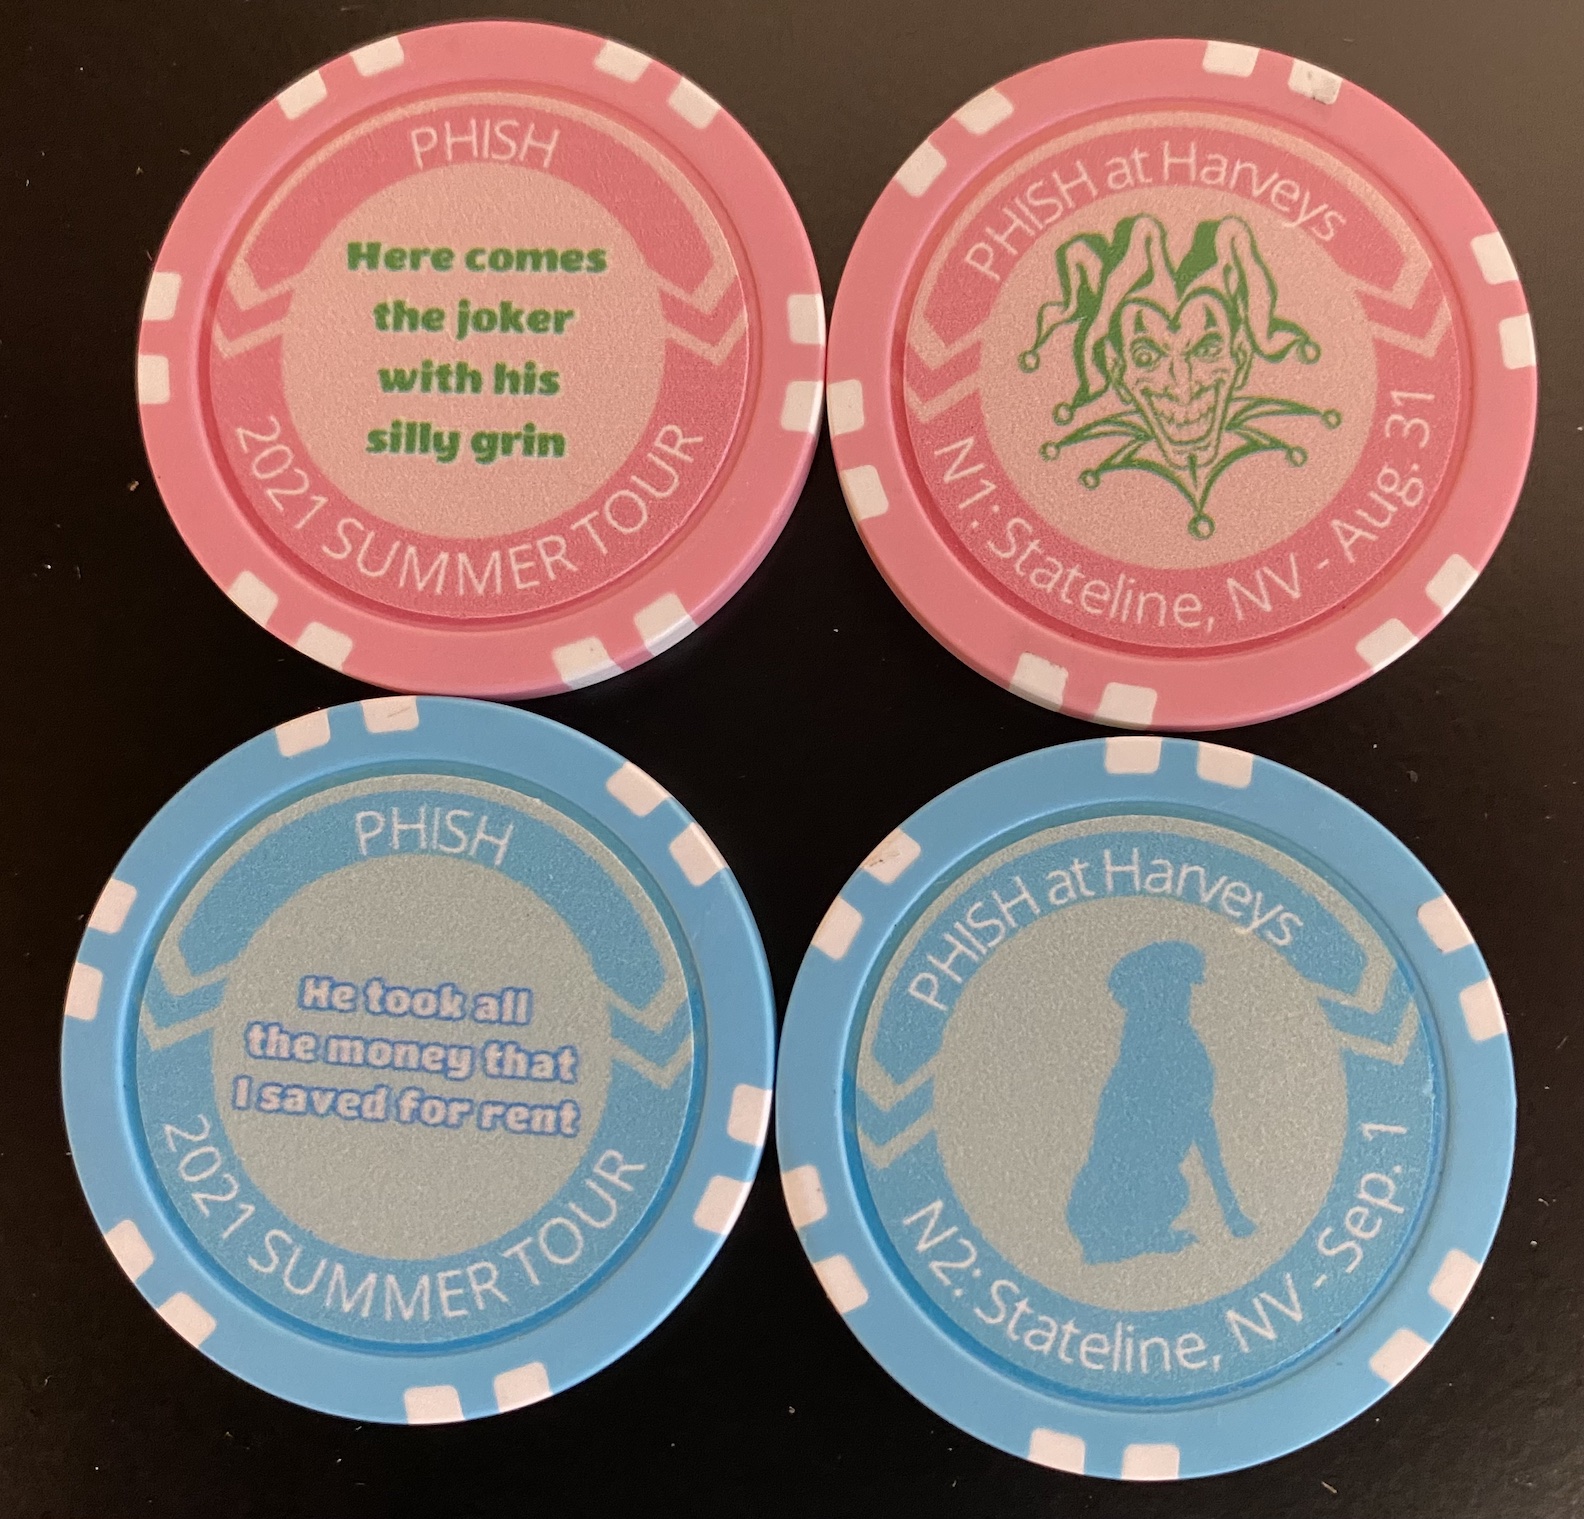 PHISH
Here comes
the joker
with his
silly grin
2021 SUMMER TOUR
PHISH at Harveys
N1: Stateline, NV - Aug. 31
PHISH
He took all
the money that
I saved for rent
2021 SUMMER TOUR
PHISH at Harveys
N2: Stateline, NV - Sep. 1